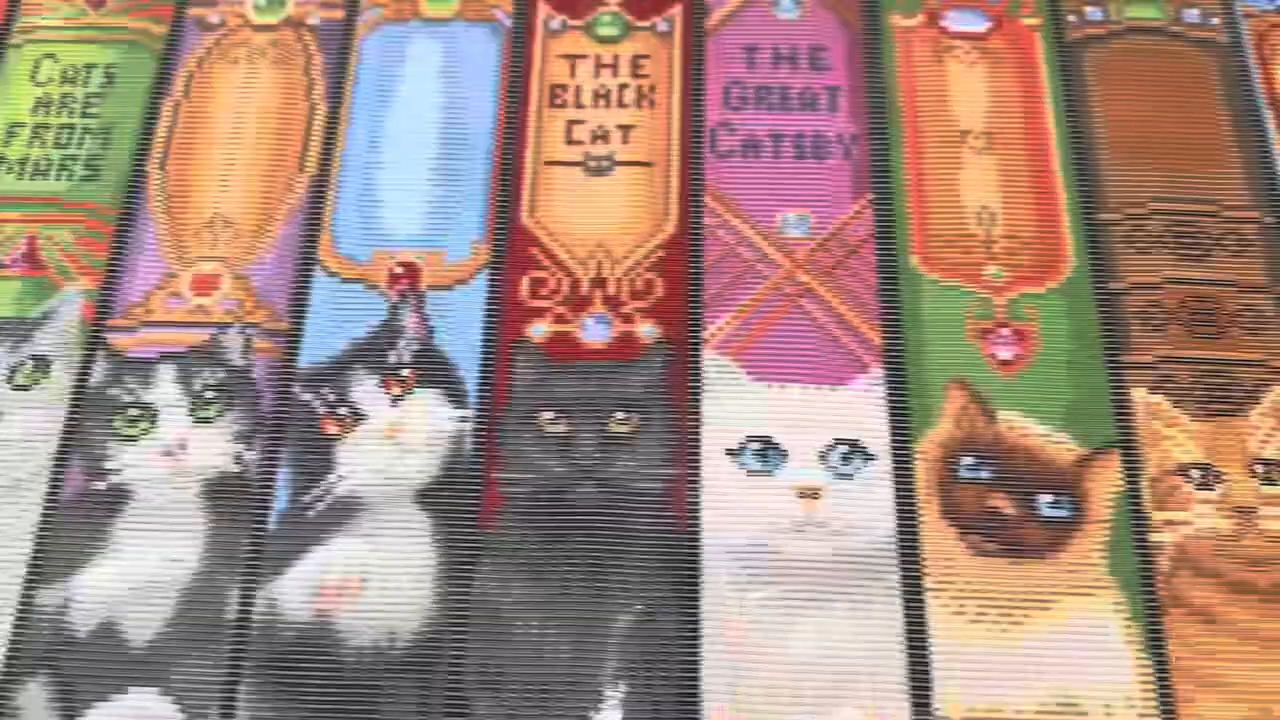 CATS
ARE
FROM
MARS
THE
BLACK
CAT
THE
GREAT
CATSBY